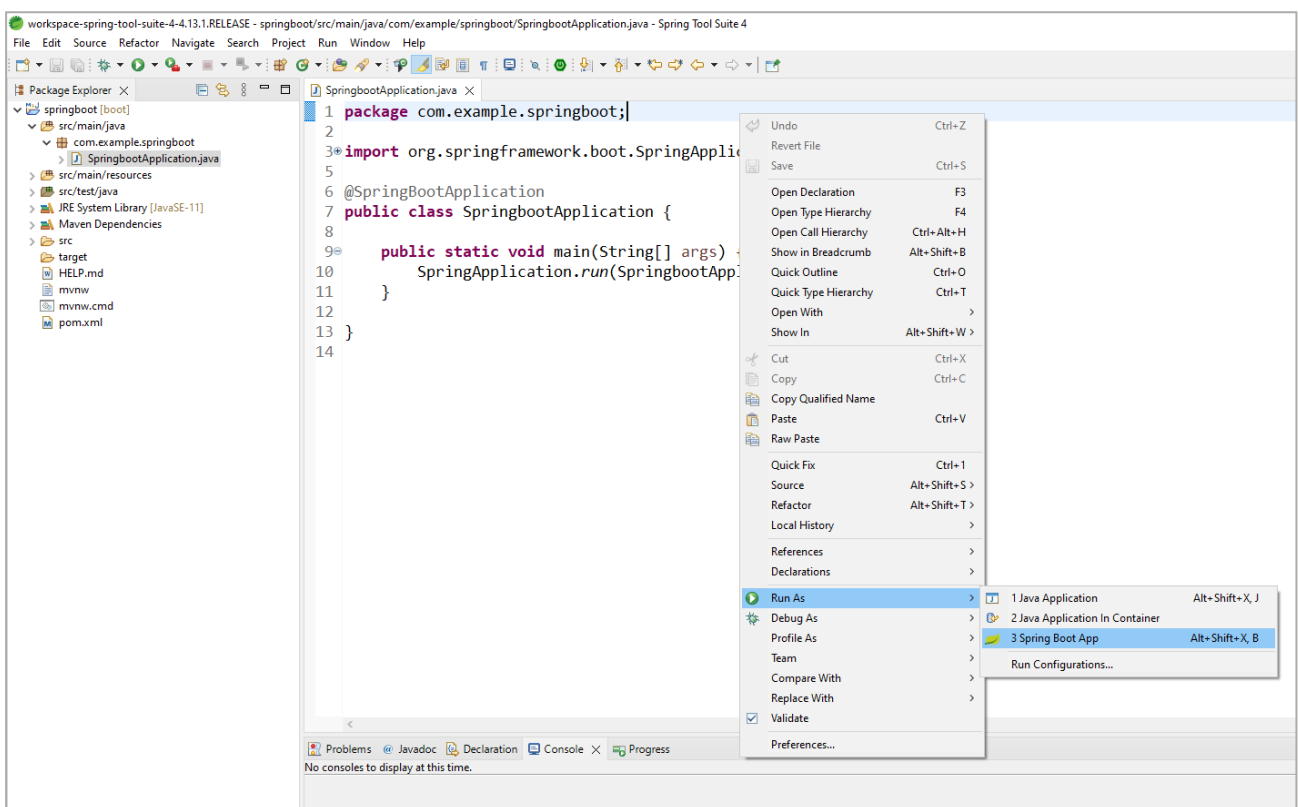 workspace-spring-tool-suite-4-4.13.1.RELEASE - springboot/src/main/java/com/example/springboot/SpringbootApplication.java - Spring Tool Suite 4
File Edit Source Refactor Navigate Search Project Run Window Help
Package Explorer
springboot [boot]
src/main/java
com.example.springboot
SpringbootApplication.java
src/main/resources
src/test/java
JRE System Library [JavaSE-11]
Maven Dependencies
src
target
HELP.md
mvnw
mvnw.cmd
pom.xml
SpringbootApplication.java
1 package com.example.springboot;
2
3 import org.springframework.boot.SpringApplic
5
6 @SpringBootApplication
7 public class SpringbootApplication {
8
9 public static void main(String[] args)
10 SpringApplication.run(SpringbootAppl
11 }
12
13 }
14
Undo Ctrl+Z
Revert File
Save Ctrl+S
Open Declaration F3
Open Type Hierarchy F4
Open Call Hierarchy Ctrl+Alt+H
Show in Breadcrumb Alt+Shift+B
Quick Outline Ctrl+O
Quick Type Hierarchy Ctrl+T
Open With >
Show In Alt+Shift+W >
Cut Ctrl+X
Copy Ctrl+C
Copy Qualified Name
Paste Ctrl+V
Raw Paste
Quick Fix Ctrl+1
Source Alt+Shift+S >
Refactor Alt+Shift+T >
Local History >
References >
Declarations >
Run As >
Debug As >
Profile As >
Team >
Compare With >
Replace With >
Validate
Preferences...
1 Java Application Alt+Shift+X, J
2 Java Application In Container
3 Spring Boot App Alt+Shift+X, B
Run Configurations...
Problems @ Javadoc Declaration Console Progress
No consoles to display at this time.